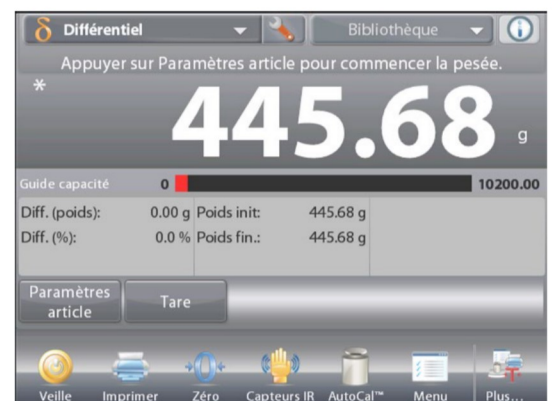 δ Différentiel Bibliothèque i
Appuyer sur Paramètres article pour commencer la pesée.
* 445.68 g
Guide capacité 0 10200.00
Diff. (poids): 0.00 g Poids init: 445.68 g
Diff. (%): 0.0 % Poids fin.: 445.68 g
Paramètres article Tare
Veille Imprimer Zéro Capteurs IR AutoCal™ Menu Plus...